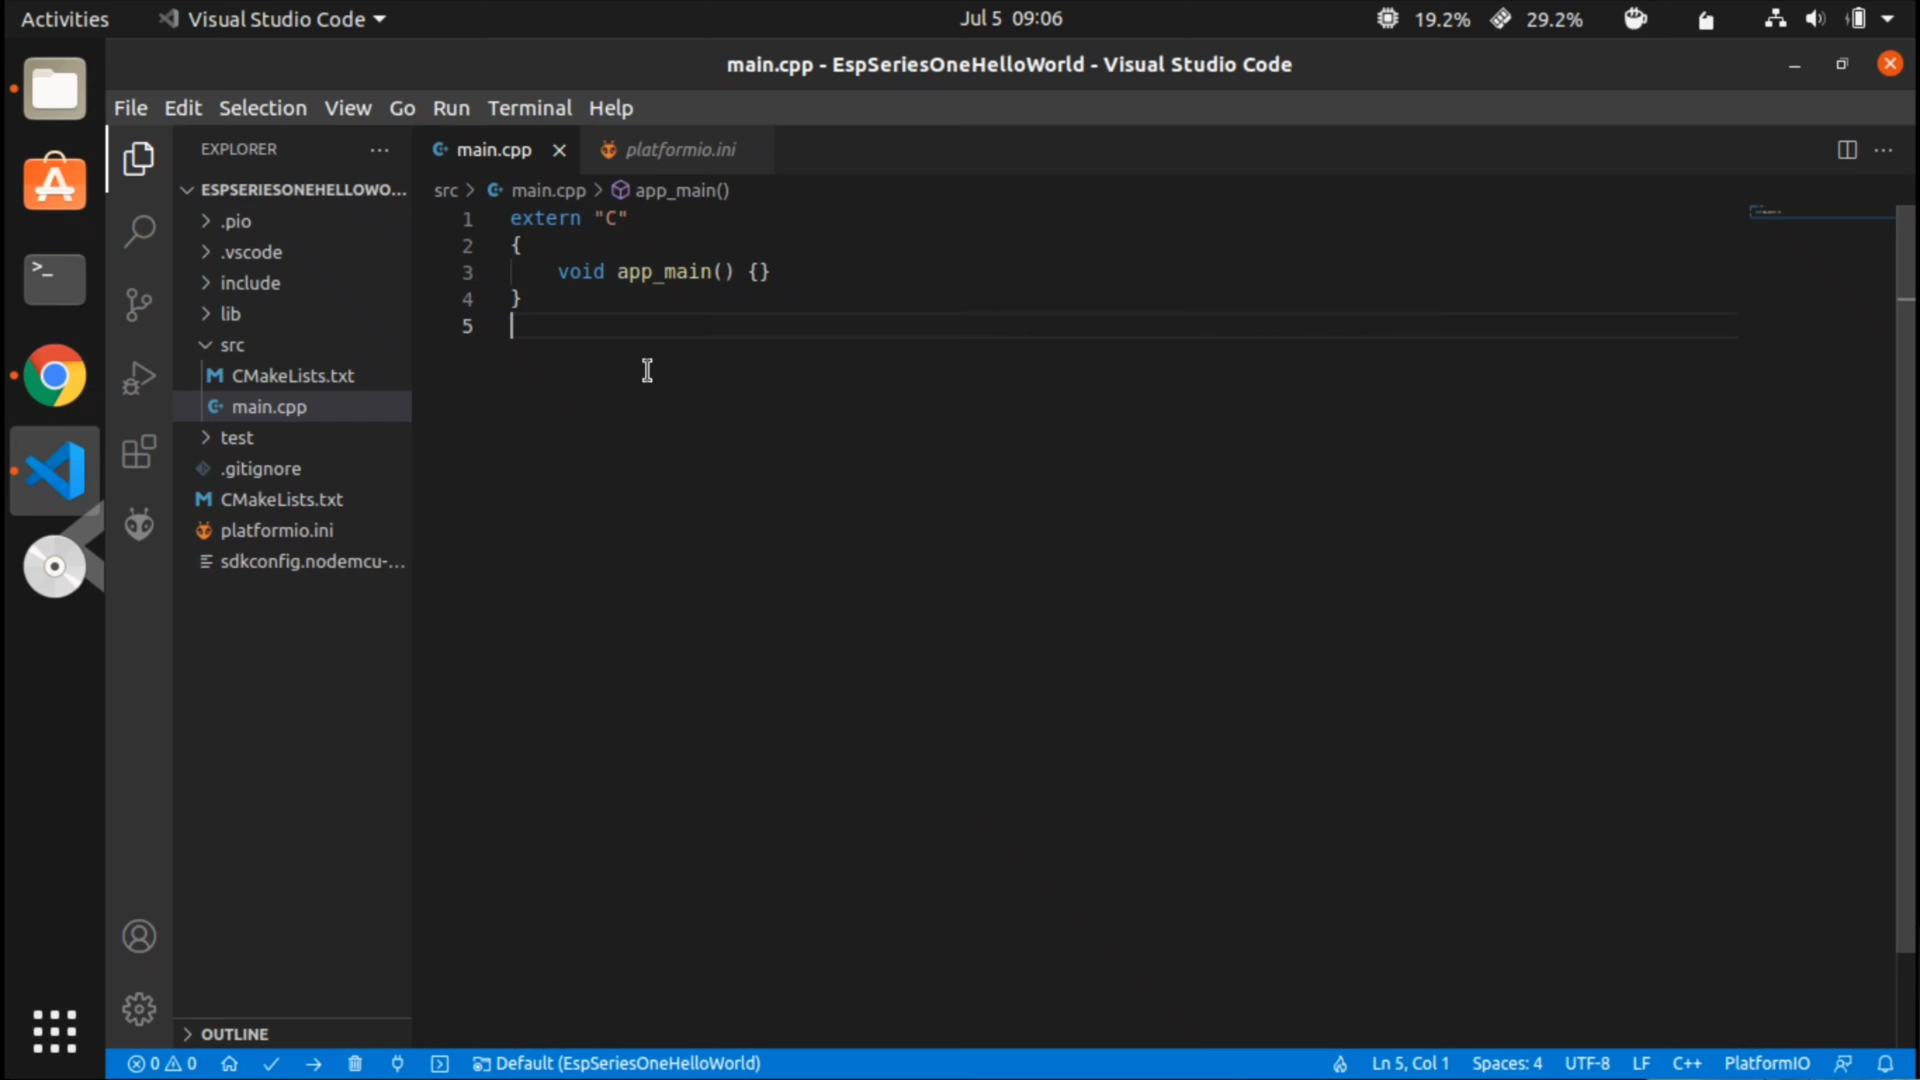 Activities Visual Studio Code Jul 5 09:06 19.2% 29.2%
main.cpp - EspSeriesOneHelloWorld - Visual Studio Code
File Edit Selection View Go Run Terminal Help
EXPLORER ··· main.cpp platformio.ini ···
ESPSERIESONEHELLOWO... src > main.cpp > app_main()
.pio
.vscode
include
lib
src
CMakeLists.txt
main.cpp
test
.gitignore
CMakeLists.txt
platformio.ini
sdkconfig.nodemcu-...
1 extern "C"
2 {
3 void app_main() {}
4 }
5
OUTLINE
0 0 Default (EspSeriesOneHelloWorld) Ln 5, Col 1 Spaces: 4 UTF-8 LF C++ PlatformIO